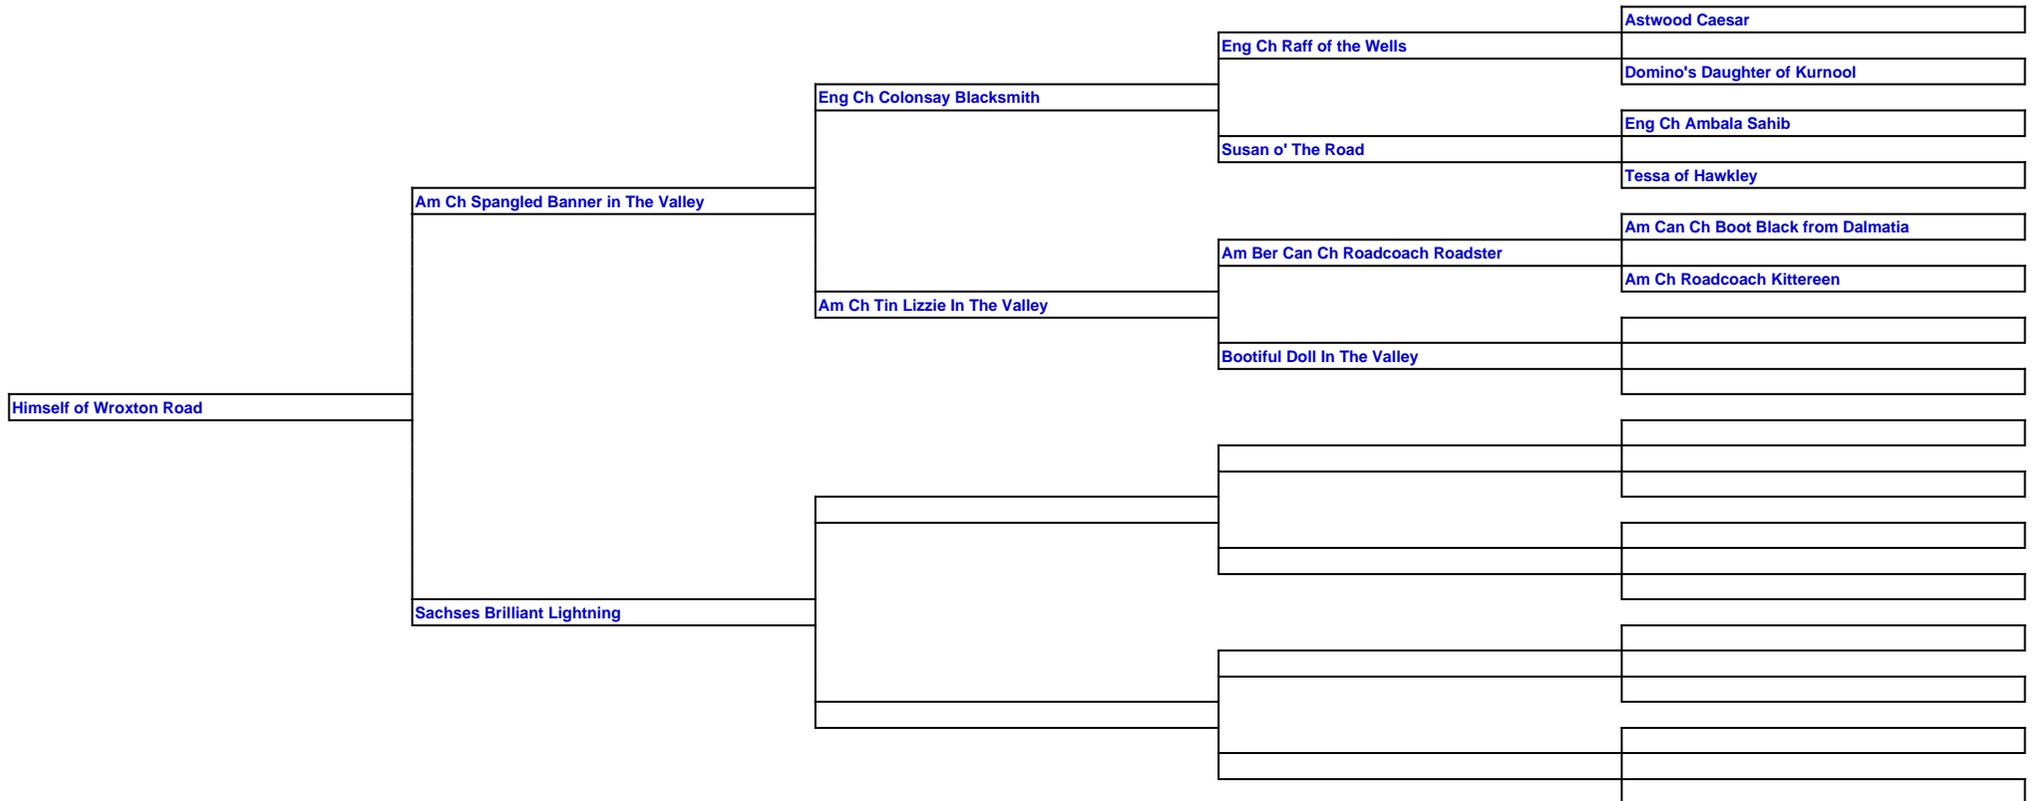 Astwood Caesar
Eng Ch Raff of the Wells
Domino's Daughter of Kurnool
Eng Ch Colonsay Blacksmith
Eng Ch Ambala Sahib
Susan o' The Road
Tessa of Hawkley
Am Ch Spangled Banner in The Valley
Am Can Ch Boot Black from Dalmatia
Am Ber Can Ch Roadcoach Roadster
Am Ch Roadcoach Kittereen
Am Ch Tin Lizzie In The Valley
Bootiful Doll In The Valley
Himself of Wroxton Road
Sachses Brilliant Lightning